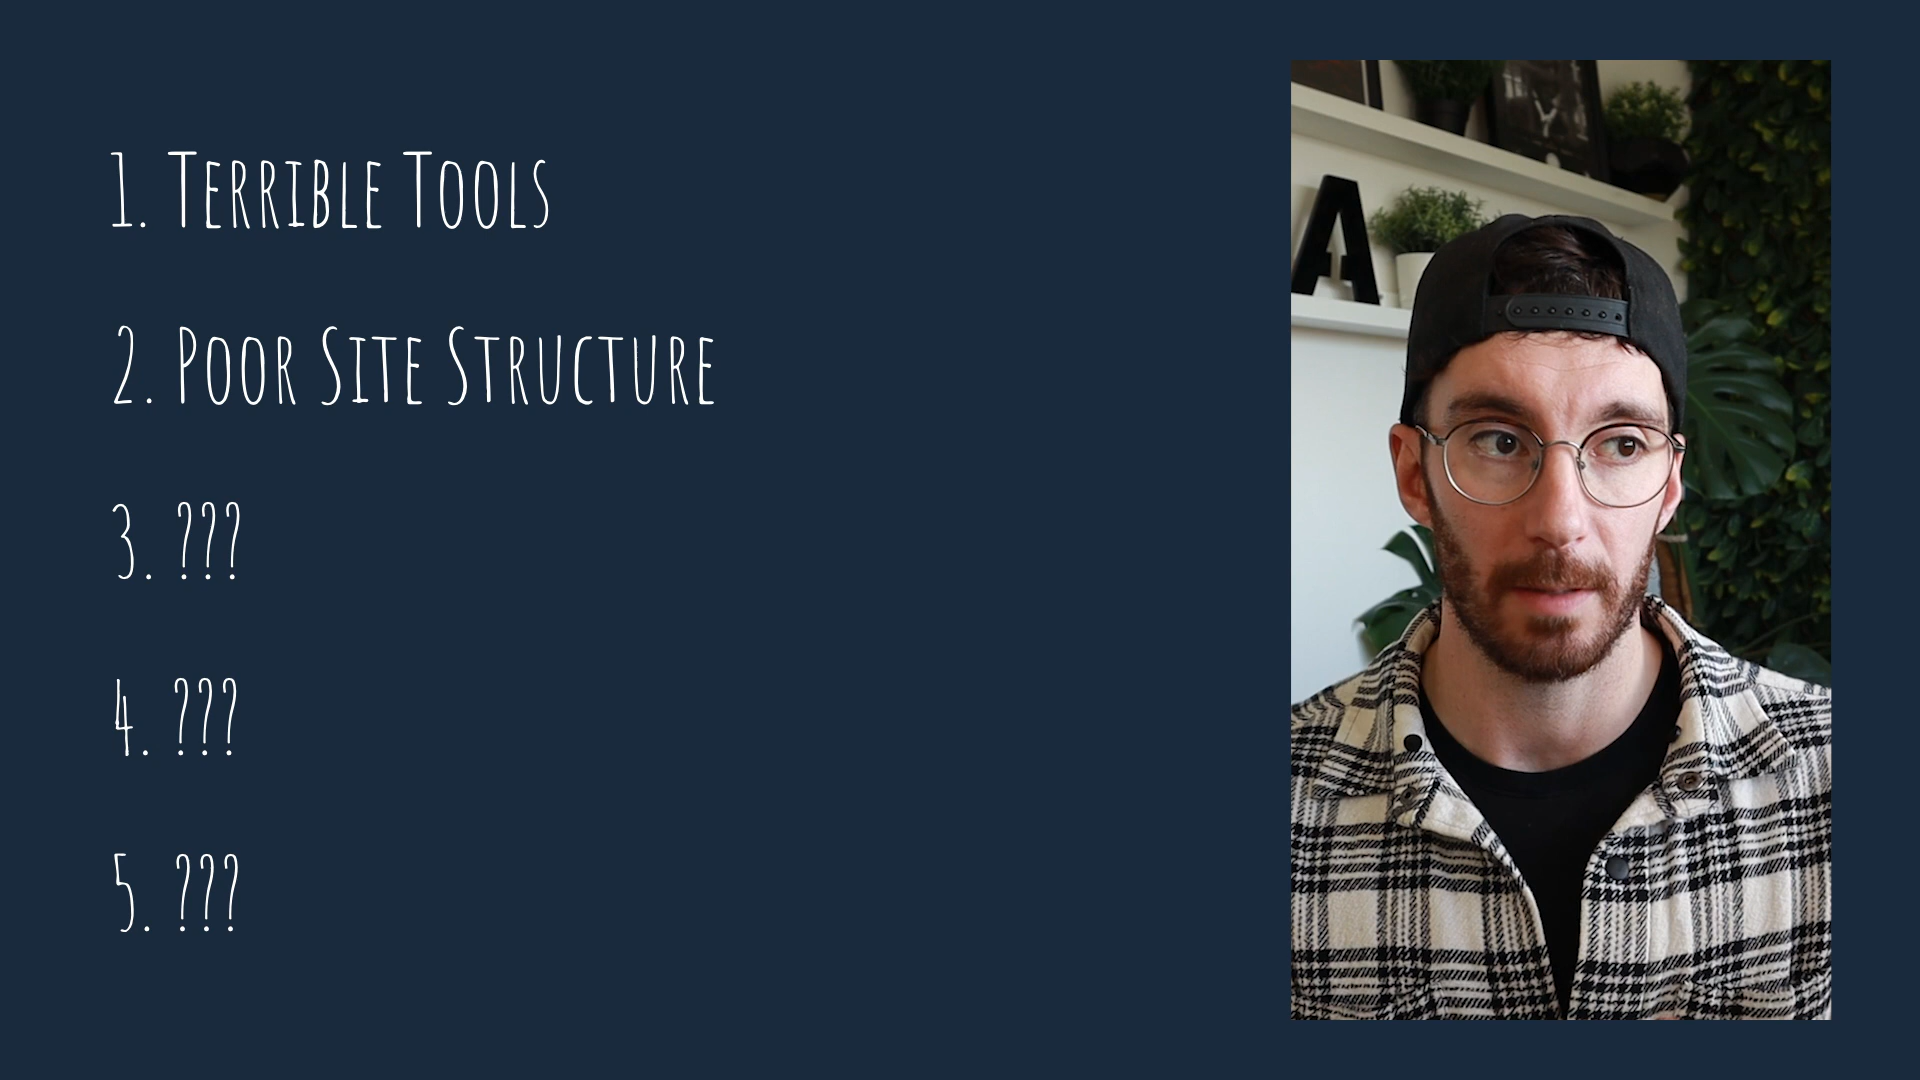 1. Terrible Tools
2. Poor Site Structure
3. ???
4. ???
5. ???
A